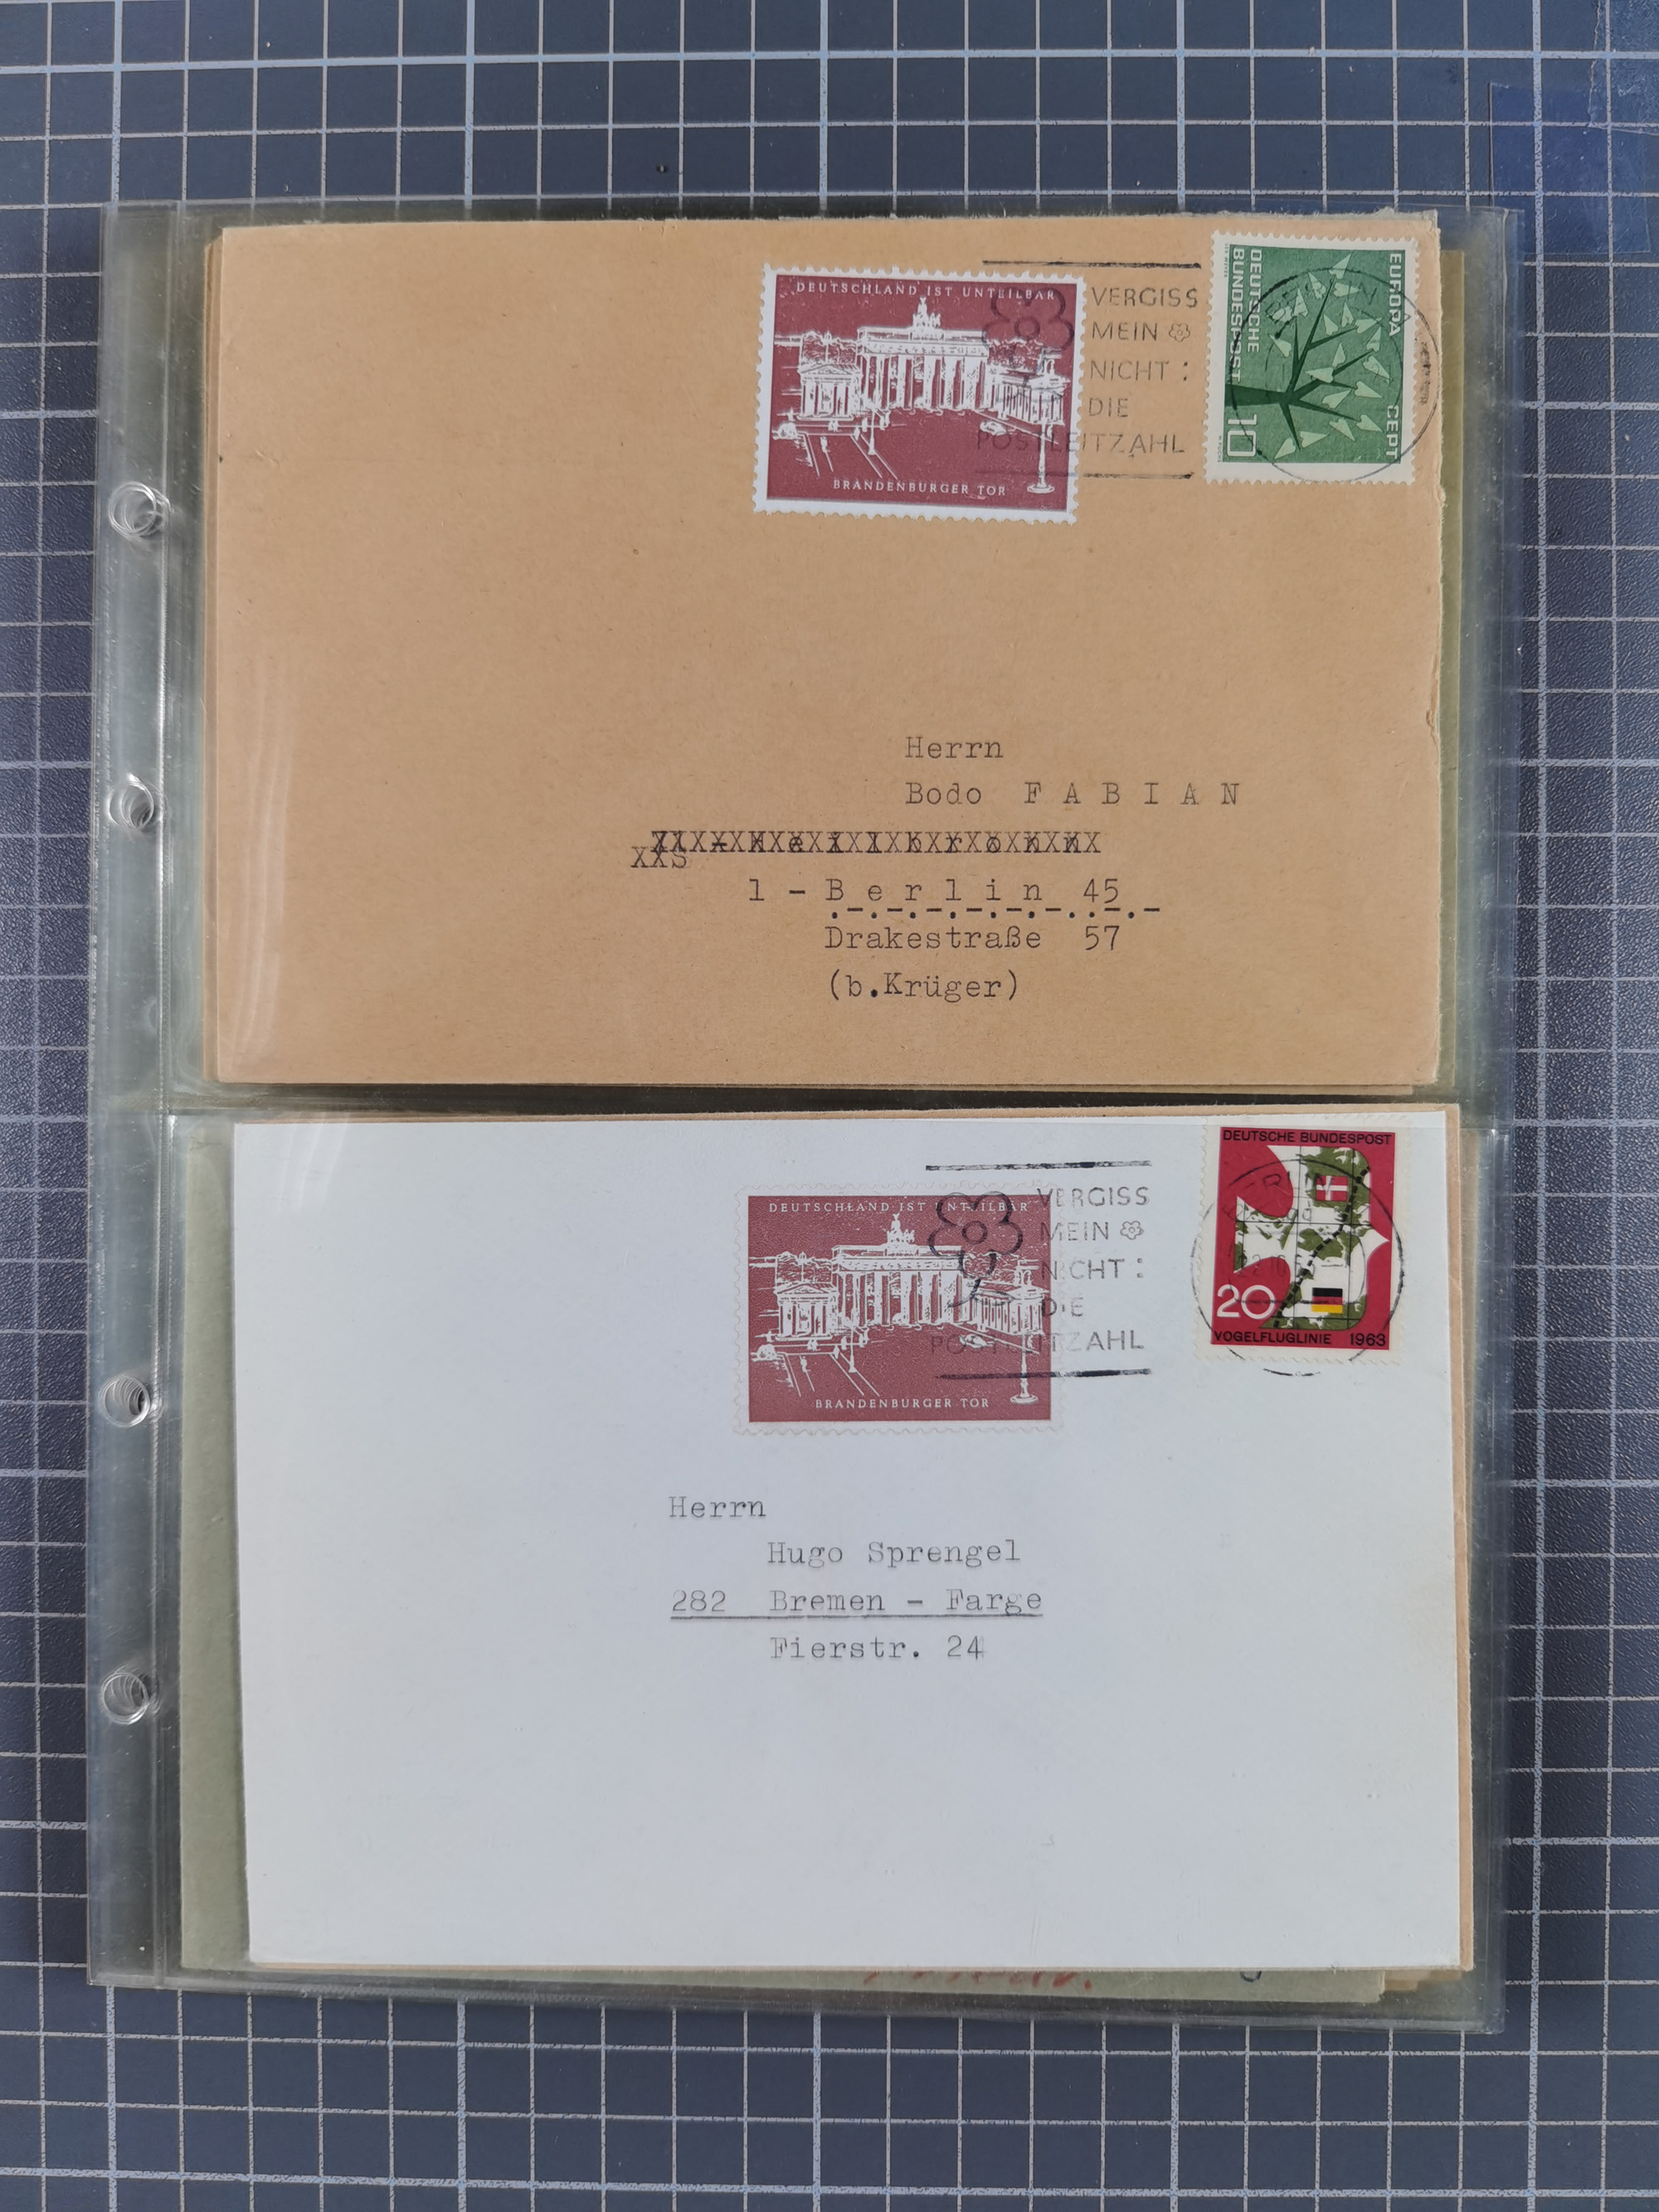 DEUTSCHLAND IST UNTEILBAR
BRANDENBURGER TOR
VERGISS
MEIN
NICHT:
DIE
POSTLEITZAHL
DEUTSCHE
BUNDESPOST
10
EUROPA
CEPT
Herrn
Bodo F A B I A N
1 - B e r l i n 45
Drakestraße 57
(b.Krüger)
DEUTSCHLAND IST UNTEILBAR
BRANDENBURGER TOR
VERGISS
MEIN
NICHT:
DIE
POSTLEITZAHL
DEUTSCHE BUNDESPOST
20
VOGELFLUGLINIE 1963
Herrn
Hugo Sprengel
282 Bremen - Farge
Fierstr. 24